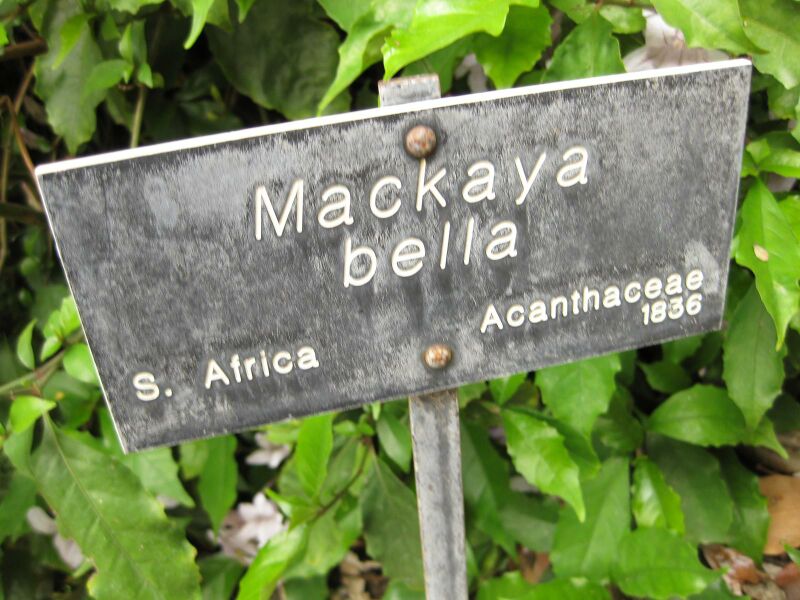 Mackaya
bella
S. Africa
Acanthaceae
1836